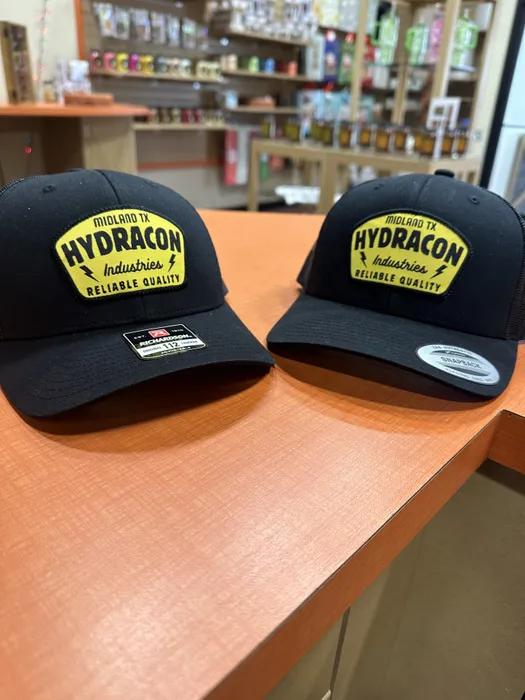 MIDLAND TX
HYDRACON
Industries
RELIABLE QUALITY
RICHARDSON
112
MIDLAND TX
HYDRACON
Industries
RELIABLE QUALITY
SNAPBACK